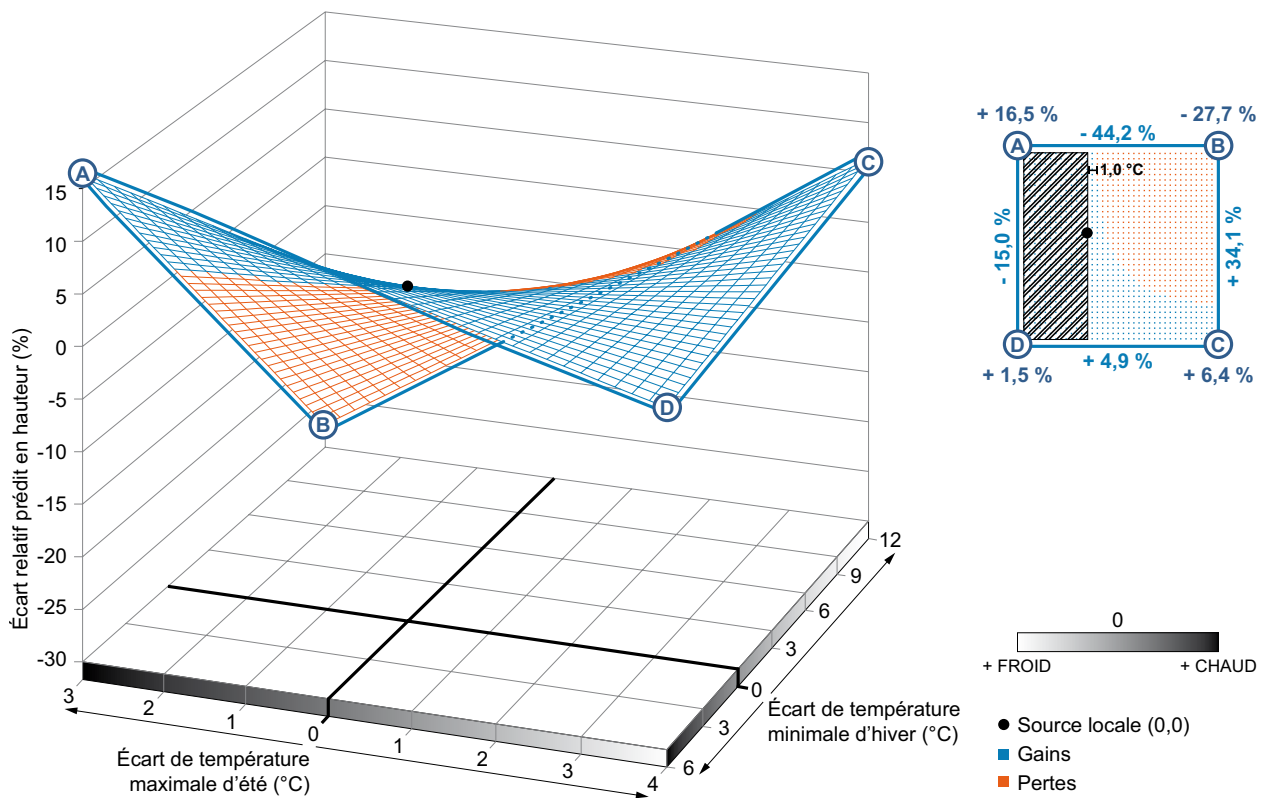 Écart relatif prédit en hauteur (%)
15
10
5
0
-5
-10
-15
-20
-25
-30
A
B
C
D
3
2
1
0
1
2
3
4
Écart de température
maximale d'été (°C)
12
9
6
3
0
3
6
Écart de température
minimale d'hiver (°C)
+ 16,5 %
- 27,7 %
- 44,2 %
A
B
1,0 °C
- 15,0 %
+ 34,1 %
D
C
+ 4,9 %
+ 1,5 %
+ 6,4 %
0
+ FROID
+ CHAUD
Source locale (0,0)
Gains
Pertes